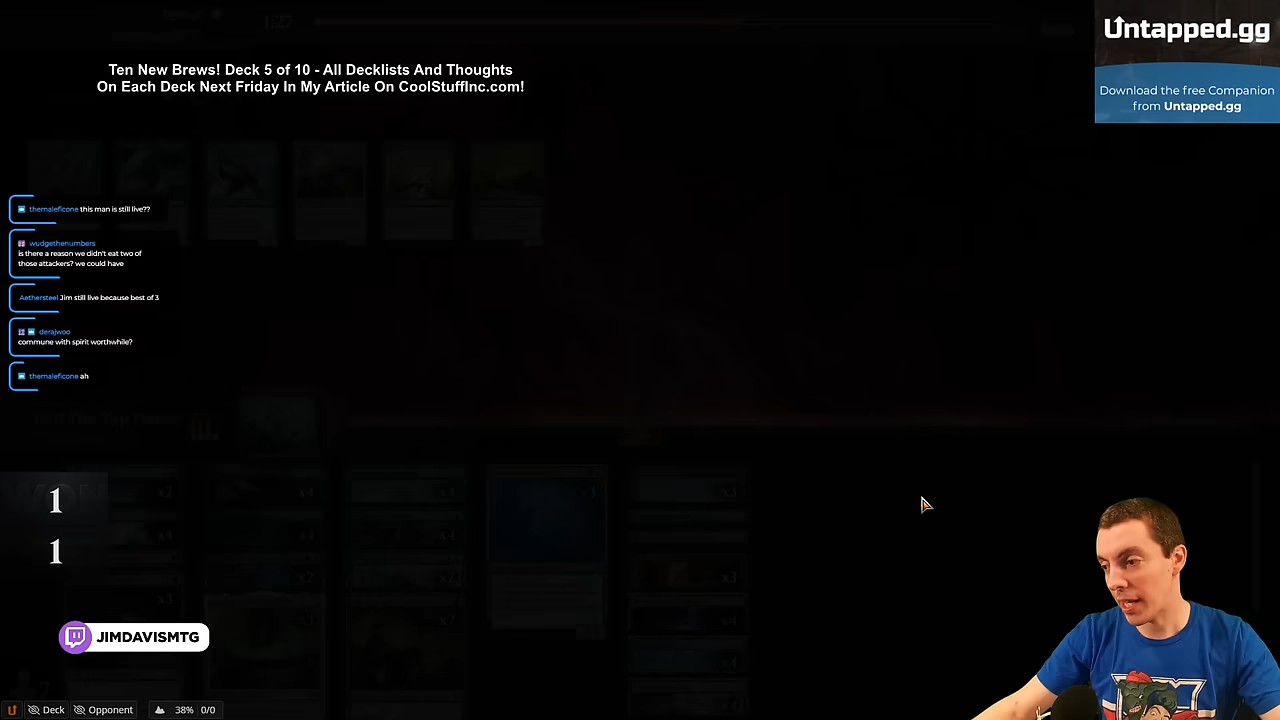 1:27
Untapped.gg
Download the free Companion
from Untapped.gg
Ten New Brews! Deck 5 of 10 - All Decklists And Thoughts
On Each Deck Next Friday In My Article On CoolStuffInc.com!
themaleficone this man is still live??
wudgethenumbers
is there a reason we didn't eat two of
those attackers? we could have
Aethersteel Jim still live because best of 3
derajwoo
commune with spirit worthwhile?
themaleficone ah
1
1
JIMDAVISMTG
Deck Opponent 38% 0/0